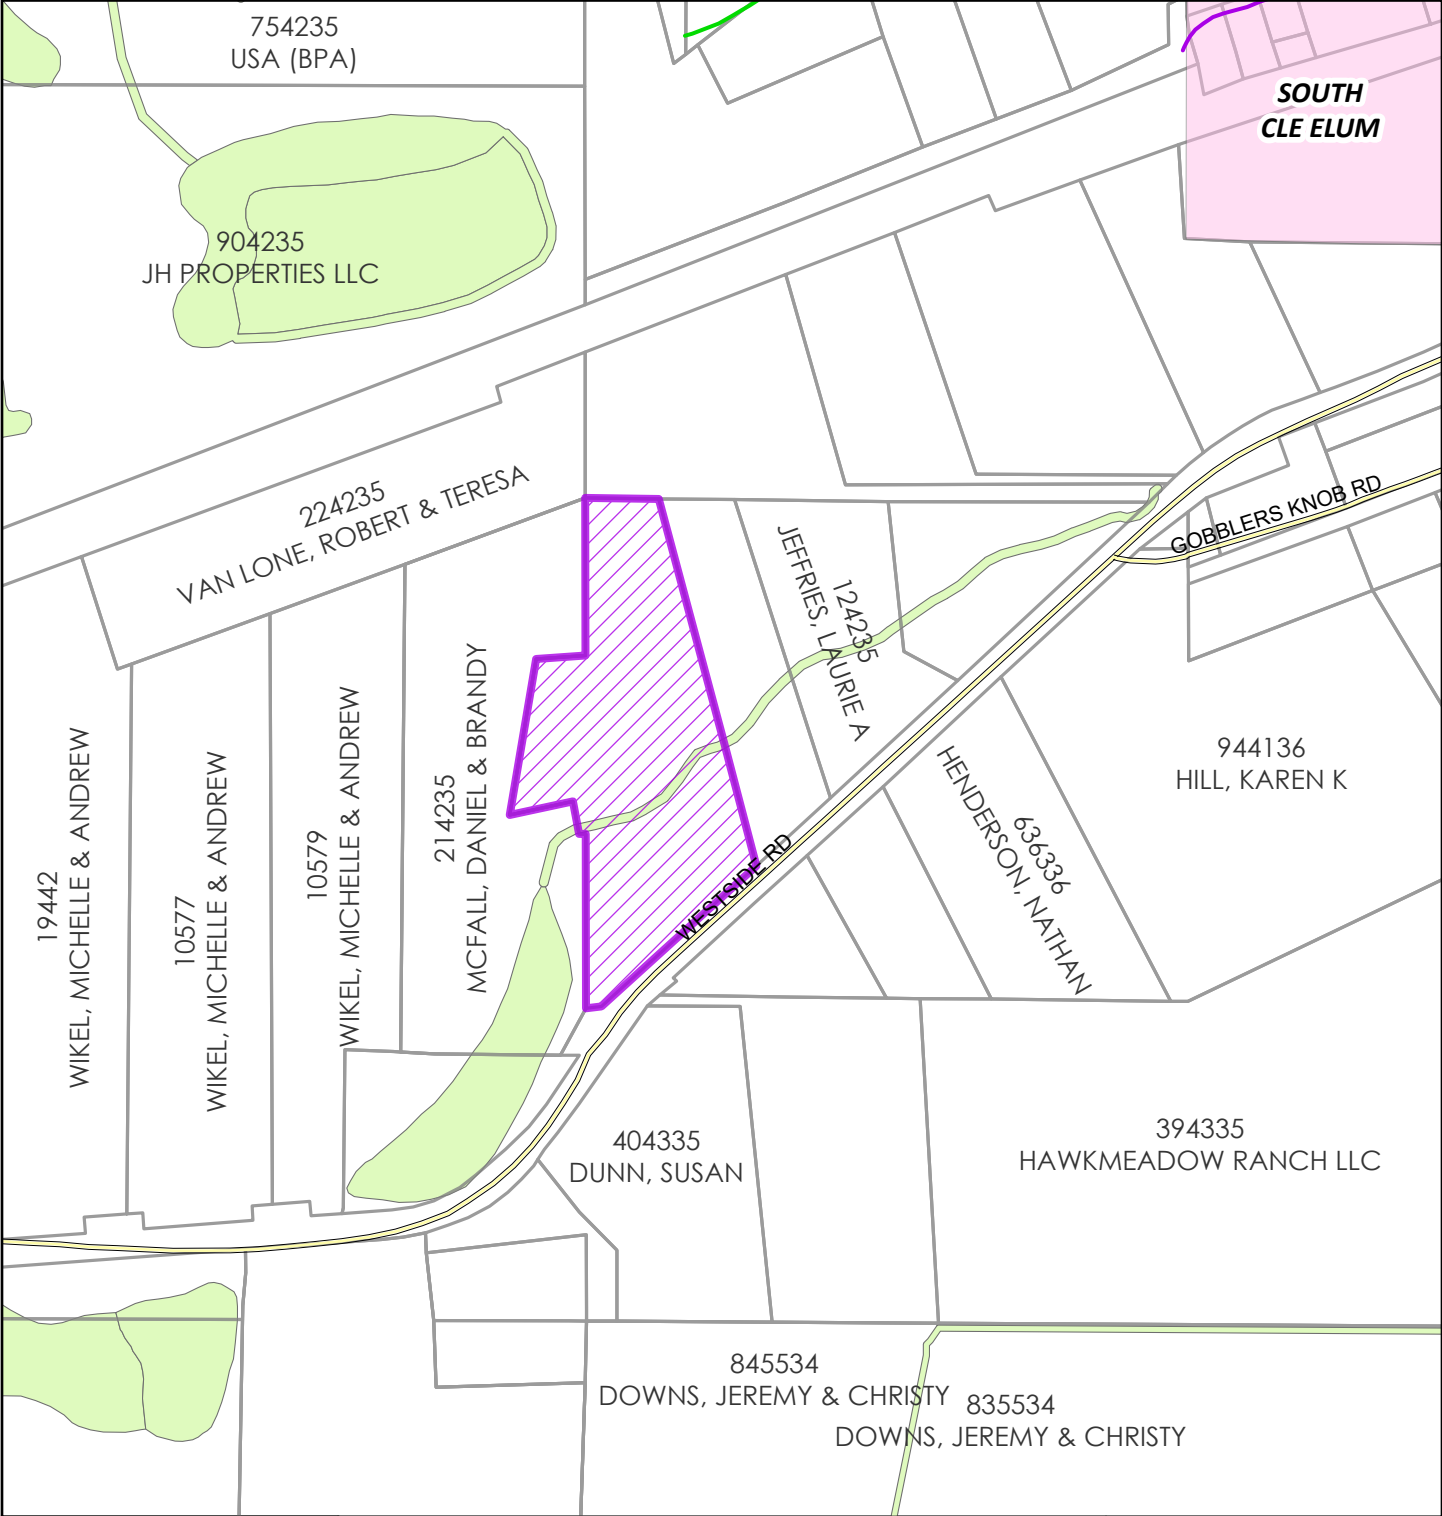 754235
USA (BPA)
SOUTH
CLE ELUM
904235
JH PROPERTIES LLC
224235
VAN LONE, ROBERT & TERESA
GOBBLERS KNOB RD
124235
JEFFRIES, LAURIE A
19442
WIKEL, MICHELLE & ANDREW
10577
WIKEL, MICHELLE & ANDREW
10579
WIKEL, MICHELLE & ANDREW
214235
MCFALL, DANIEL & BRANDY
944136
HILL, KAREN K
636336
HENDERSON, NATHAN
WESTSIDE RD
404335
DUNN, SUSAN
394335
HAWKMEADOW RANCH LLC
845534
DOWNS, JEREMY & CHRISTY
835534
DOWNS, JEREMY & CHRISTY